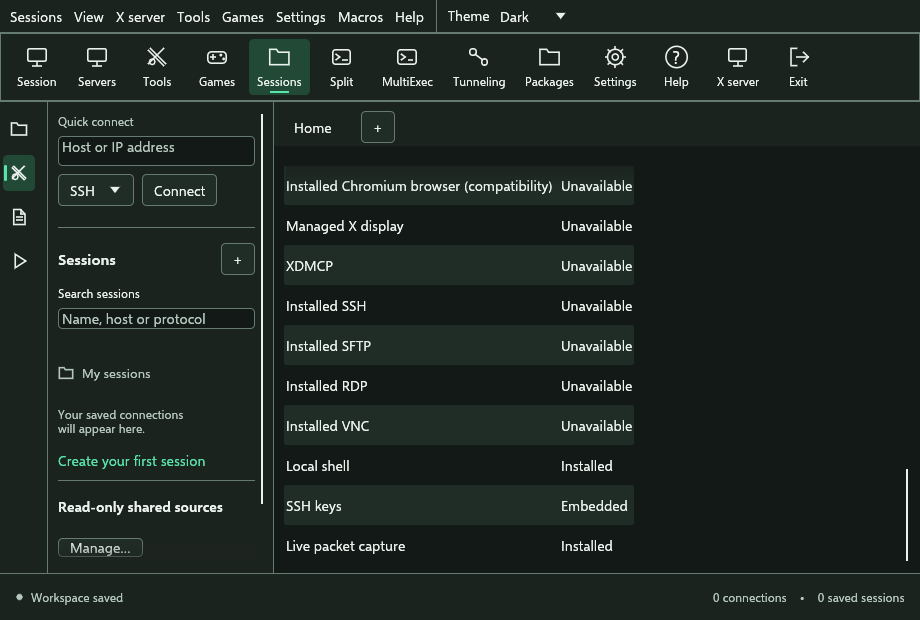 Sessions View X server Tools Games Settings Macros Help Theme Dark
Session Servers Tools Games Sessions Split MultiExec Tunneling Packages Settings Help X server Exit
Quick connect
Host or IP address
SSH Connect
Sessions +
Search sessions
Name, host or protocol
My sessions
Your saved connections
will appear here.
Create your first session
Read-only shared sources
Manage...
Home +
Installed Chromium browser (compatibility) Unavailable
Managed X display Unavailable
XDMCP Unavailable
Installed SSH Unavailable
Installed SFTP Unavailable
Installed RDP Unavailable
Installed VNC Unavailable
Local shell Installed
SSH keys Embedded
Live packet capture Installed
Workspace saved
0 connections • 0 saved sessions